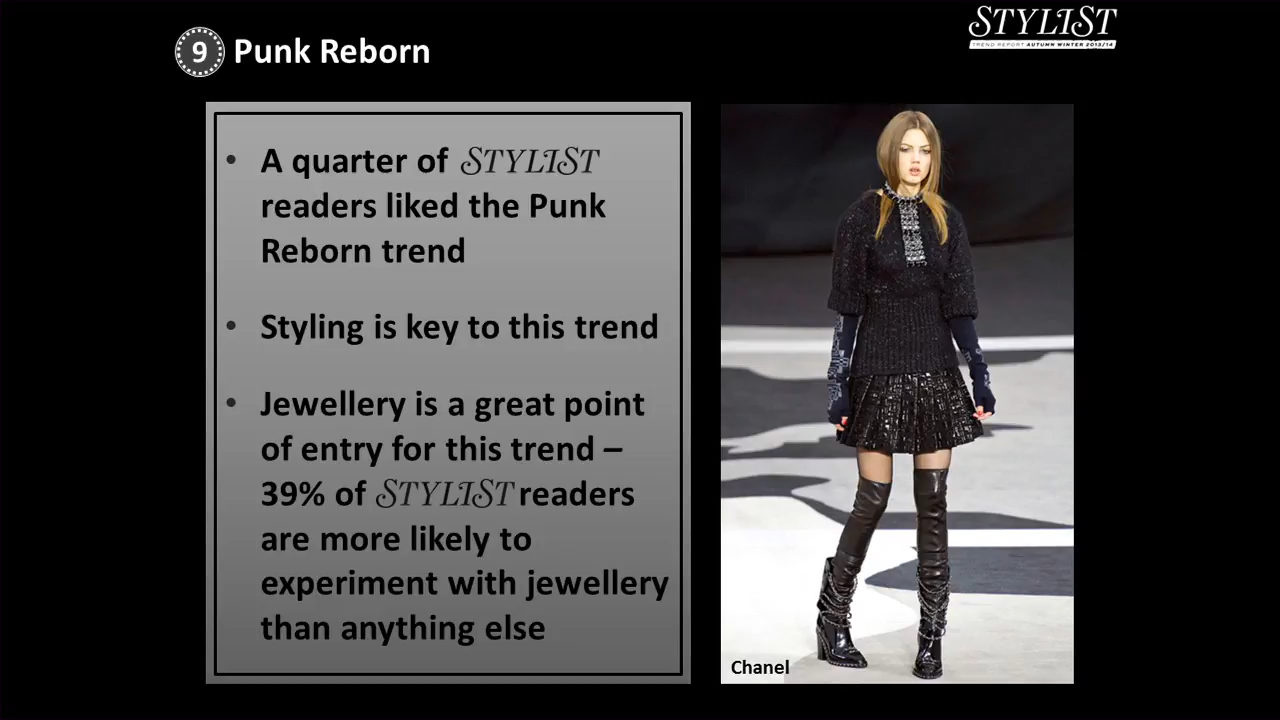 9 Punk Reborn
STYLIST
TREND REPORT AUTUMN WINTER 2013/14
• A quarter of STYLIST
readers liked the Punk
Reborn trend
• Styling is key to this trend
• Jewellery is a great point
of entry for this trend –
39% of STYLIST readers
are more likely to
experiment with jewellery
than anything else
Chanel